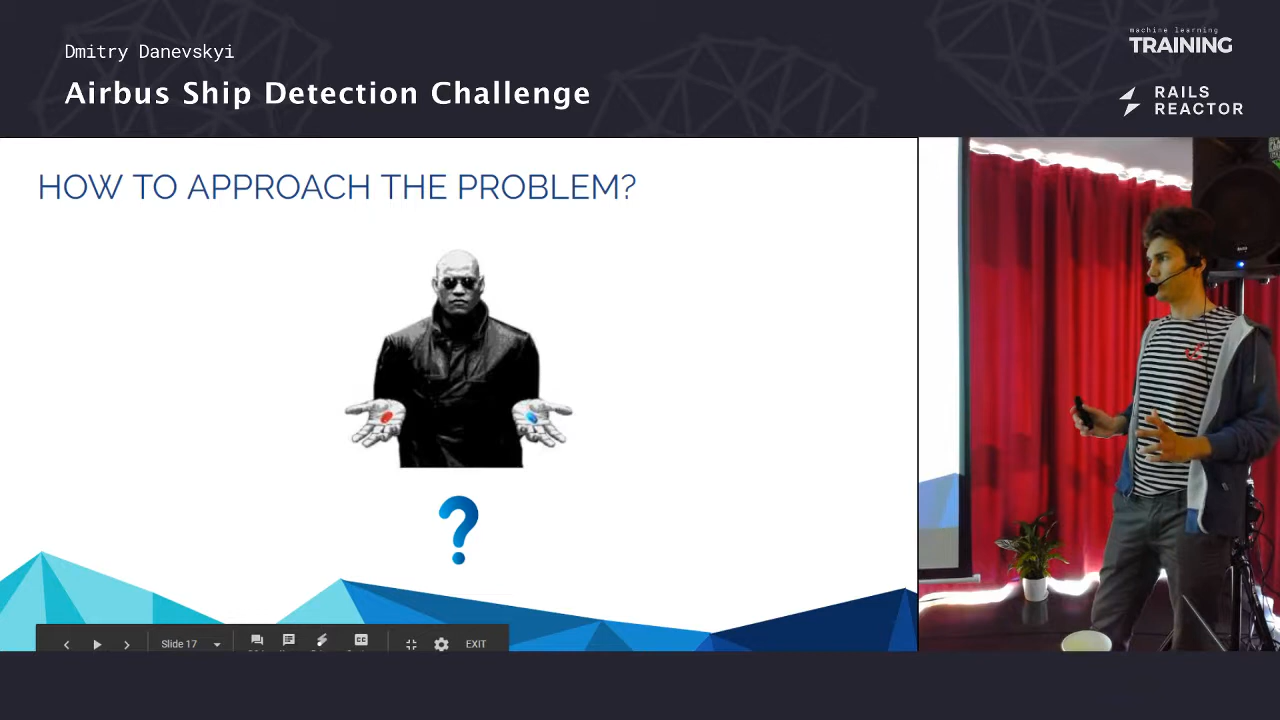 Dmitry Danevskyi
Airbus Ship Detection Challenge
machine learning
TRAINING
RAILS
REACTOR
HOW TO APPROACH THE PROBLEM?
?
Slide 17
CC
EXIT